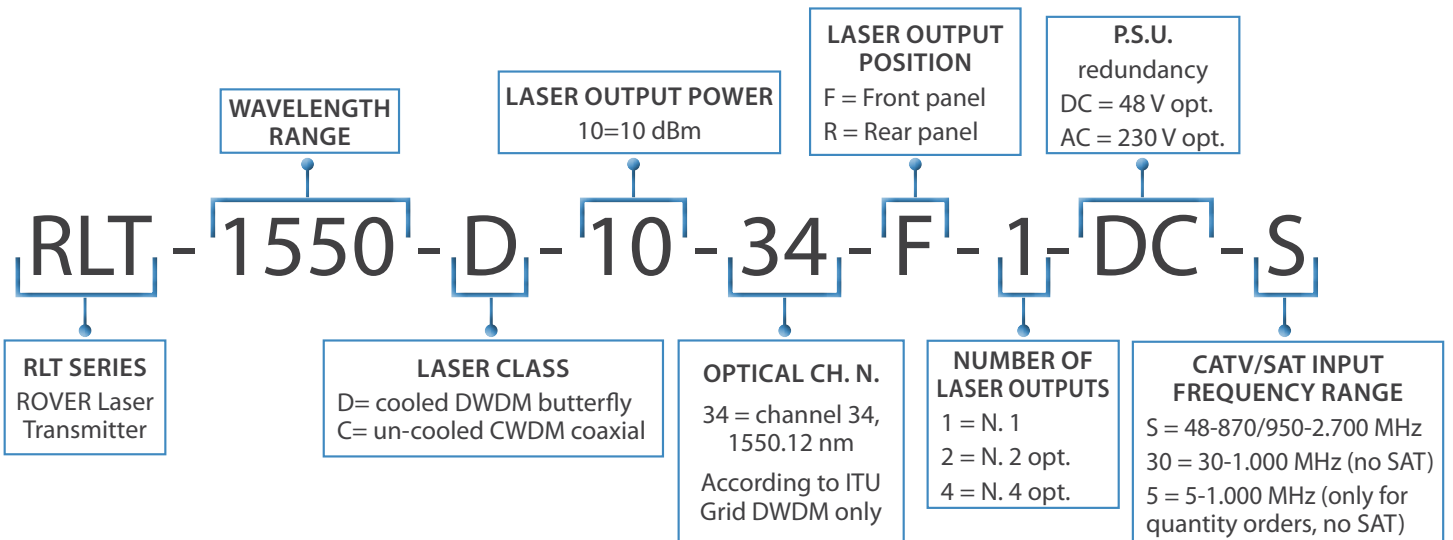 WAVELENGTH
RANGE
LASER OUTPUT POWER
10=10 dBm
LASER OUTPUT
POSITION
F = Front panel
R = Rear panel
P.S.U.
redundancy
DC = 48 V opt.
AC = 230 V opt.
RLT - 1550 - D - 10 - 34 - F - 1 - DC - S
RLT SERIES
ROVER Laser
Transmitter
LASER CLASS
D= cooled DWDM butterfly
C= un-cooled CWDM coaxial
OPTICAL CH. N.
34 = channel 34,
1550.12 nm
According to ITU
Grid DWDM only
NUMBER OF
LASER OUTPUTS
1 = N. 1
2 = N. 2 opt.
4 = N. 4 opt.
CATV/SAT INPUT
FREQUENCY RANGE
S = 48-870/950-2.700 MHz
30 = 30-1.000 MHz (no SAT)
5 = 5-1.000 MHz (only for
quantity orders, no SAT)